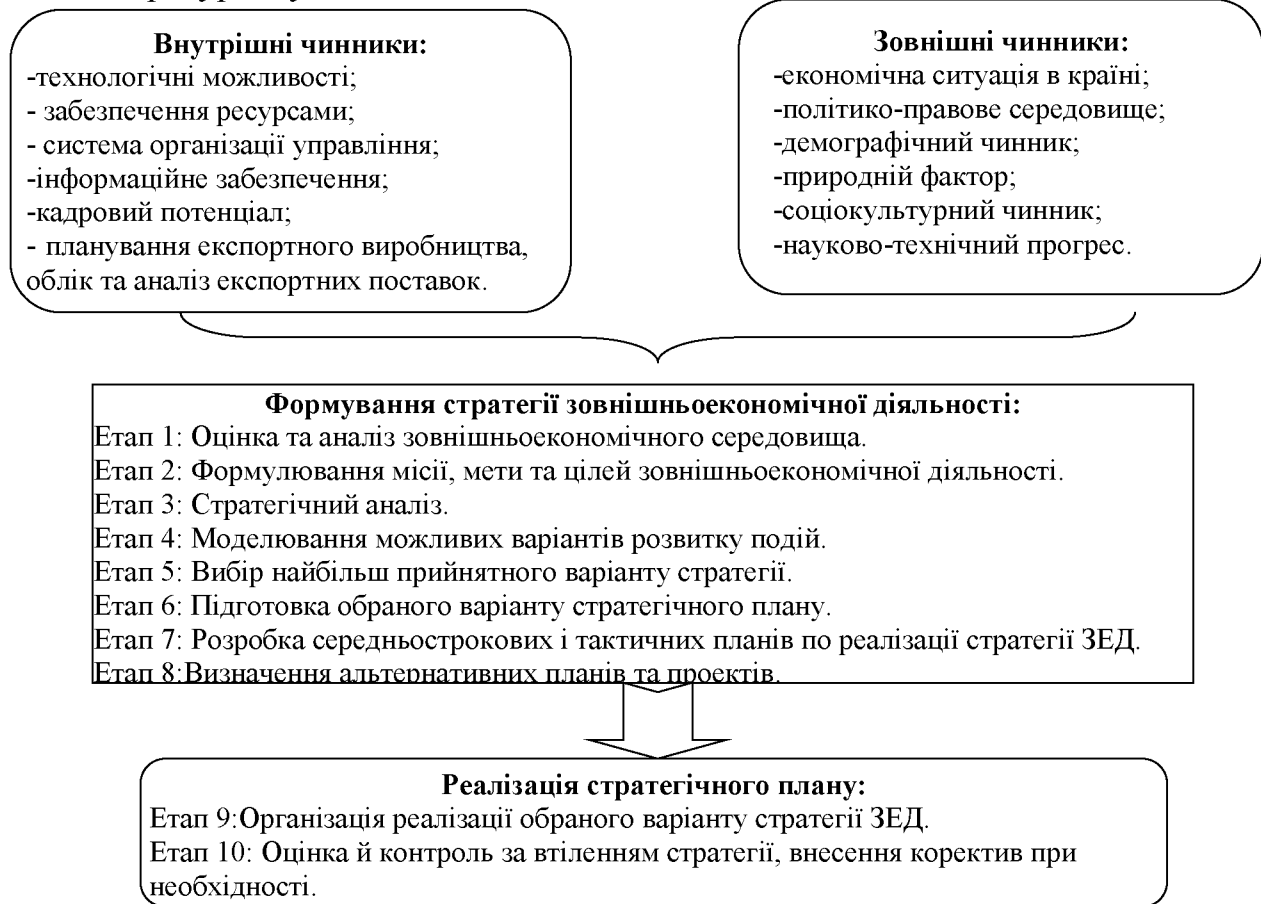 Внутрішні чинники:
-технологічні можливості;
- забезпечення ресурсами;
- система організації управління;
-інформаційне забезпечення;
-кадровий потенціал;
- планування експортного виробництва,
облік та аналіз експортних поставок.
Зовнішні чинники:
-економічна ситуація в країні;
-політико-правове середовище;
-демографічний чинник;
-природній фактор;
-соціокультурний чинник;
-науково-технічний прогрес.
Формування стратегії зовнішньоекономічної діяльності:
Етап 1: Оцінка та аналіз зовнішньоекономічного середовища.
Етап 2: Формулювання місії, мети та цілей зовнішньоекономічної діяльності.
Етап 3: Стратегічний аналіз.
Етап 4: Моделювання можливих варіантів розвитку подій.
Етап 5: Вибір найбільш прийнятного варіанту стратегії.
Етап 6: Підготовка обраного варіанту стратегічного плану.
Етап 7: Розробка середньострокових і тактичних планів по реалізації стратегії ЗЕД.
Етап 8:Визначення альтернативних планів та проектів.
Реалізація стратегічного плану:
Етап 9:Організація реалізації обраного варіанту стратегії ЗЕД.
Етап 10: Оцінка й контроль за втіленням стратегії, внесення коректив при
необхідності.